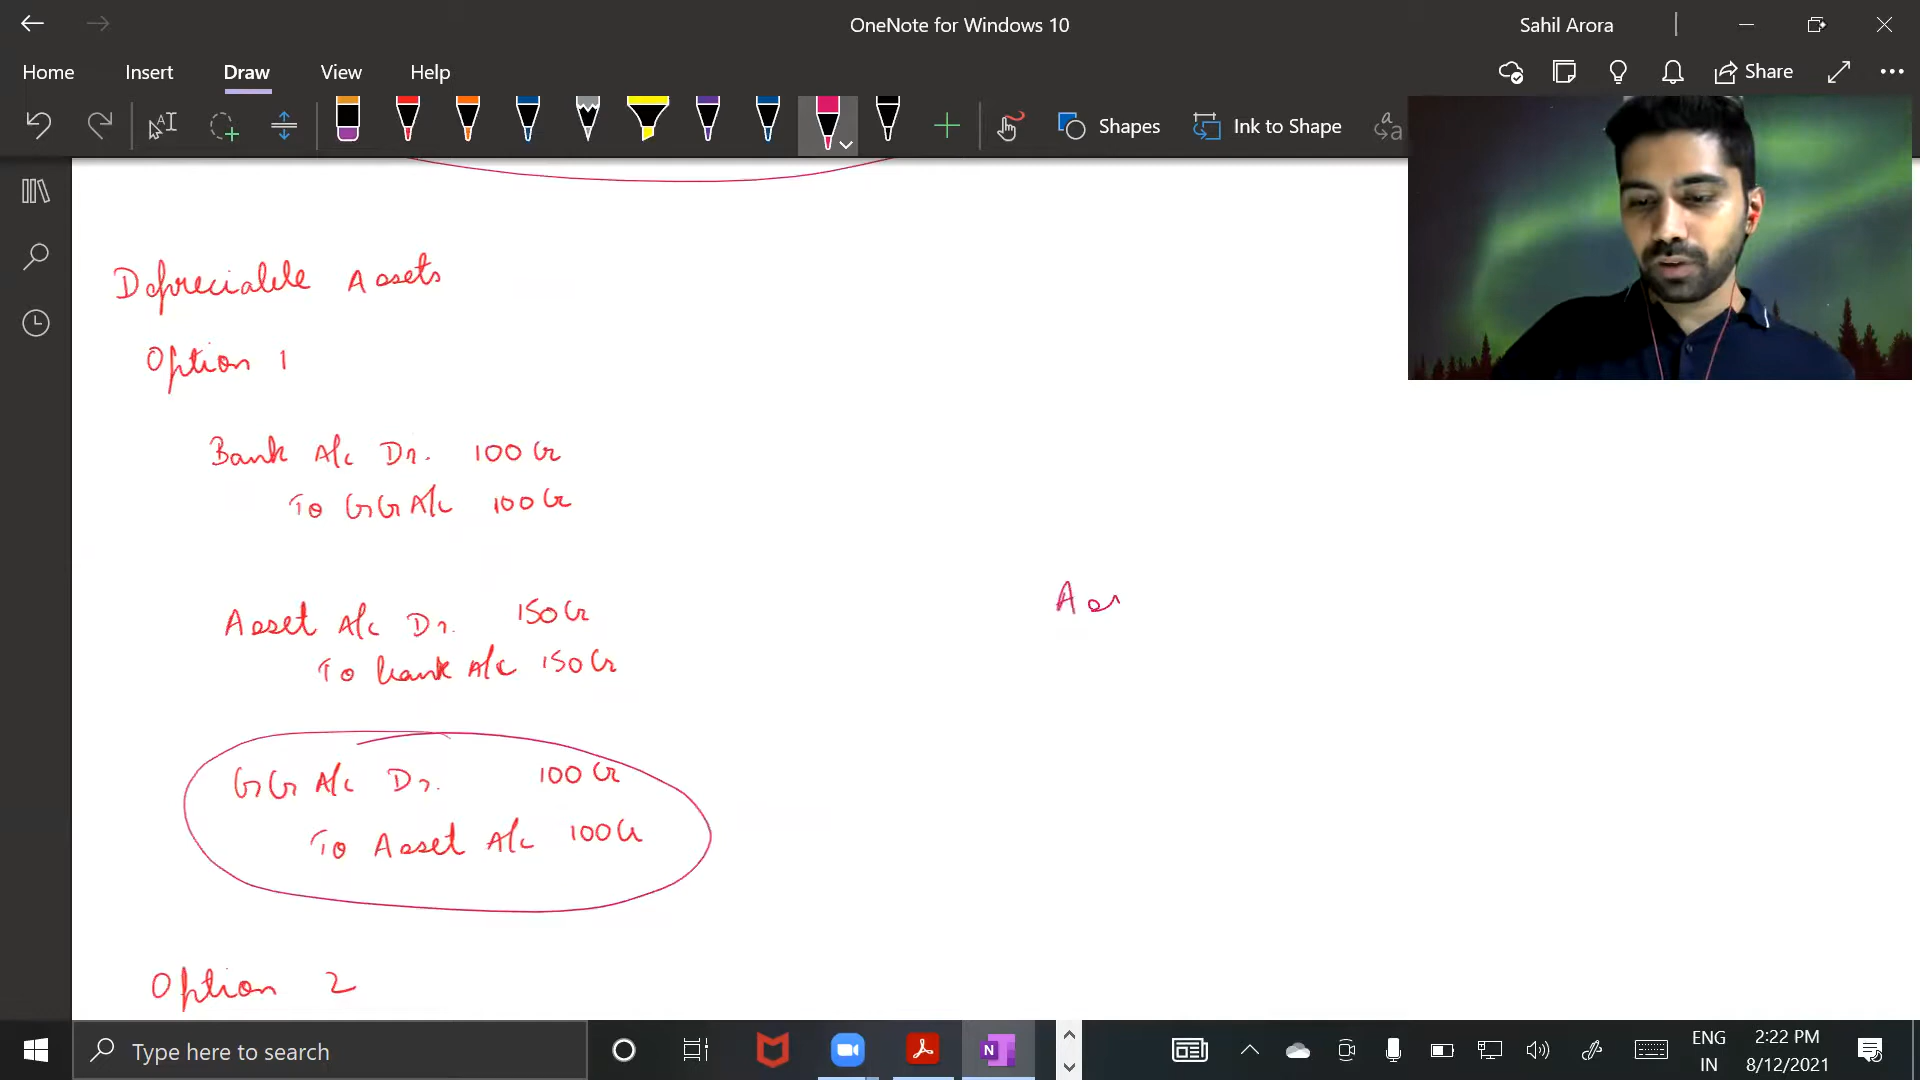 OneNote for Windows 10
Sahil Arora
Home Insert Draw View Help
Share
Shapes
Ink to Shape
Depreciable Assets
Option 1
Bank A/c Dr. 100 Cr
To GG A/c 100 Cr
Asset A/c Dr. 150 Cr
To bank A/c 150 Cr
GG A/c Dr. 100 Cr
To Asset A/c 100 Cr
Option 2
Type here to search
ENG
IN
2:22 PM
8/12/2021